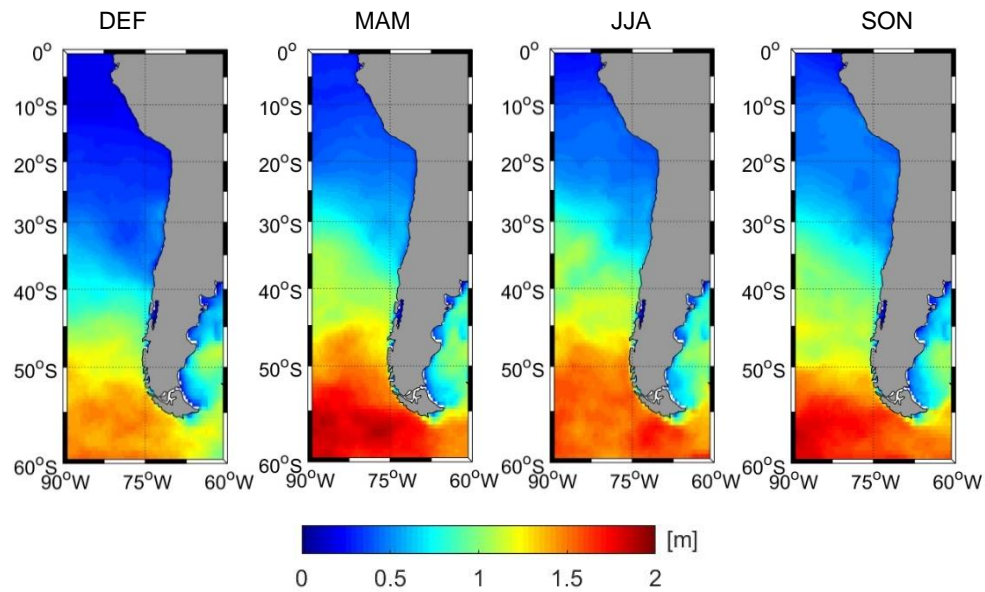 DEF MAM JJA SON
0° 0° 0° 0°
10°S 10°S 10°S 10°S
20°S 20°S 20°S 20°S
30°S 30°S 30°S 30°S
40°S 40°S 40°S 40°S
50°S 50°S 50°S 50°S
60°S 60°S 60°S 60°S
90°W 75°W 60°W 90°W 75°W 60°W 90°W 75°W 60°W 90°W 75°W 60°W
[m]
0 0.5 1 1.5 2